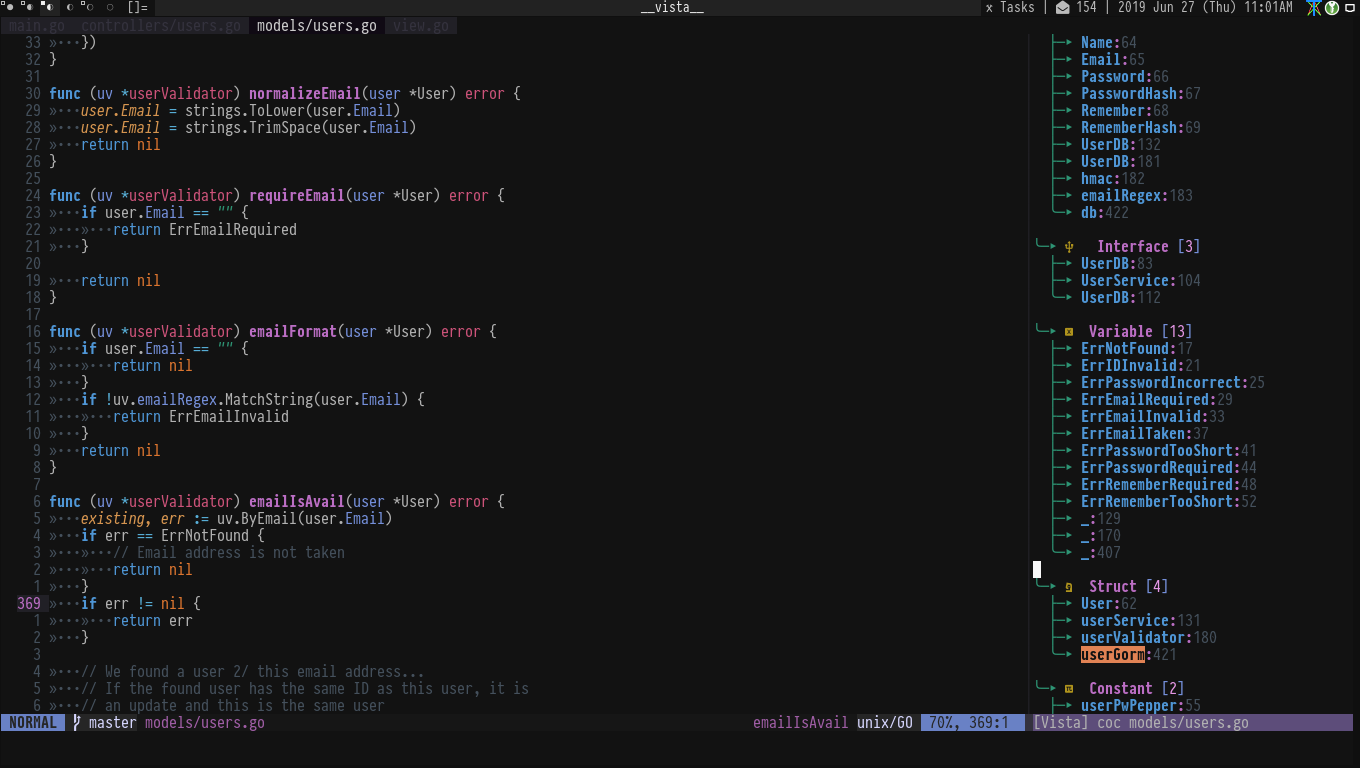 []= __vista__ x Tasks | 154 | 2019 Jun 27 (Thu) 11:01AM
main.go controllers/users.go models/users.go view.go
33 »···})
32 }
31
30 func (uv *userValidator) normalizeEmail(user *User) error {
29 »···user.Email = strings.ToLower(user.Email)
28 »···user.Email = strings.TrimSpace(user.Email)
27 »···return nil
26 }
25
24 func (uv *userValidator) requireEmail(user *User) error {
23 »···if user.Email == "" {
22 »···»···return ErrEmailRequired
21 »···}
20
19 »···return nil
18 }
17
16 func (uv *userValidator) emailFormat(user *User) error {
15 »···if user.Email == "" {
14 »···»···return nil
13 »···}
12 »···if !uv.emailRegex.MatchString(user.Email) {
11 »···»···return ErrEmailInvalid
10 »···}
9 »···return nil
8 }
7
6 func (uv *userValidator) emailIsAvail(user *User) error {
5 »···existing, err := uv.ByEmail(user.Email)
4 »···if err == ErrNotFound {
3 »···»···// Email address is not taken
2 »···»···return nil
1 »···}
369 »···if err != nil {
1 »···»···return err
2 »···}
3
4 »···// We found a user 2/ this email address...
5 »···// If the found user has the same ID as this user, it is
6 »···// an update and this is the same user
NORMAL master models/users.go emailIsAvail unix/GO 70%, 369:1
Name:64
Email:65
Password:66
PasswordHash:67
Remember:68
RememberHash:69
UserDB:132
UserDB:181
hmac:182
emailRegex:183
db:422
Interface [3]
UserDB:83
UserService:104
UserDB:112
Variable [13]
ErrNotFound:17
ErrIDInvalid:21
ErrPasswordIncorrect:25
ErrEmailRequired:29
ErrEmailInvalid:33
ErrEmailTaken:37
ErrPasswordTooShort:41
ErrPasswordRequired:44
ErrRememberRequired:48
ErrRememberTooShort:52
_:129
_:170
_:407
Struct [4]
User:62
userService:131
userValidator:180
userGorm:421
Constant [2]
userPwPepper:55
[Vista] coc models/users.go